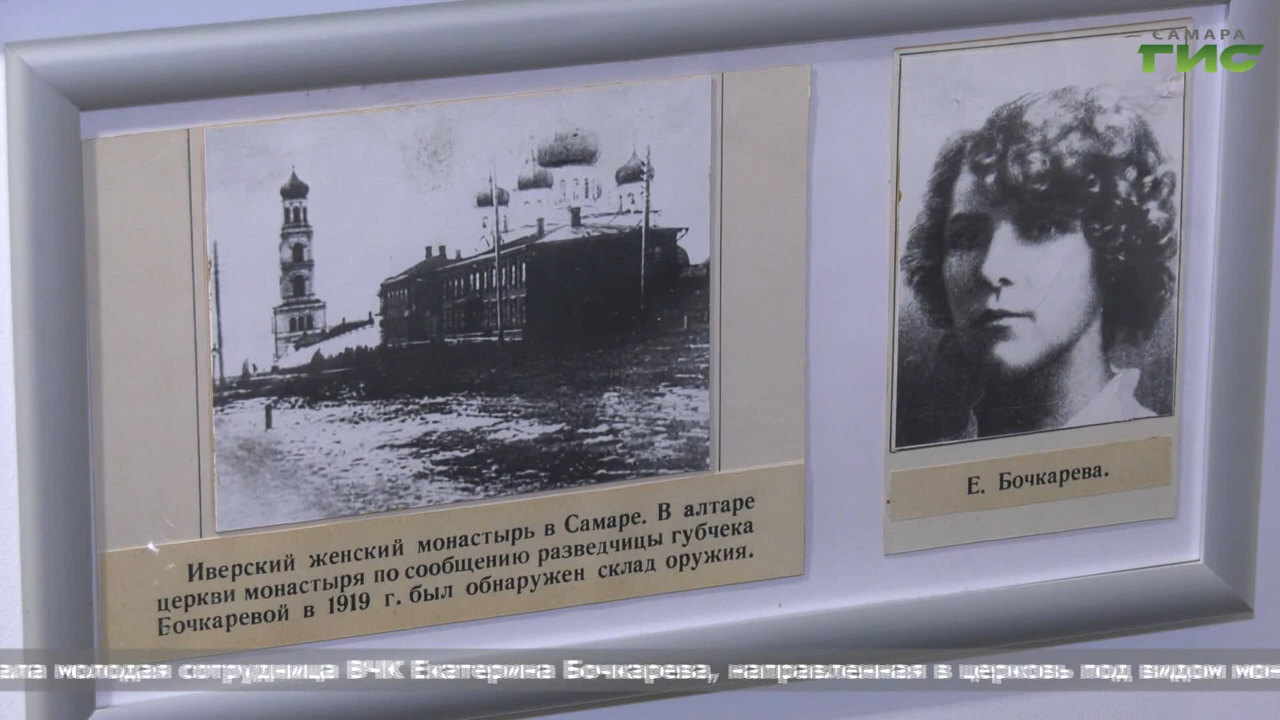 САМАРА
ГИС
Иверский женский монастырь в Самаре. В алтаре
церкви монастыря по сообщению разведчицы губчека
Бочкаревой в 1919 г. был обнаружен склад оружия.
Е. Бочкарева.
молодая сотрудница ВЧК Екатерина Бочкарева, направленная в церковь под видом